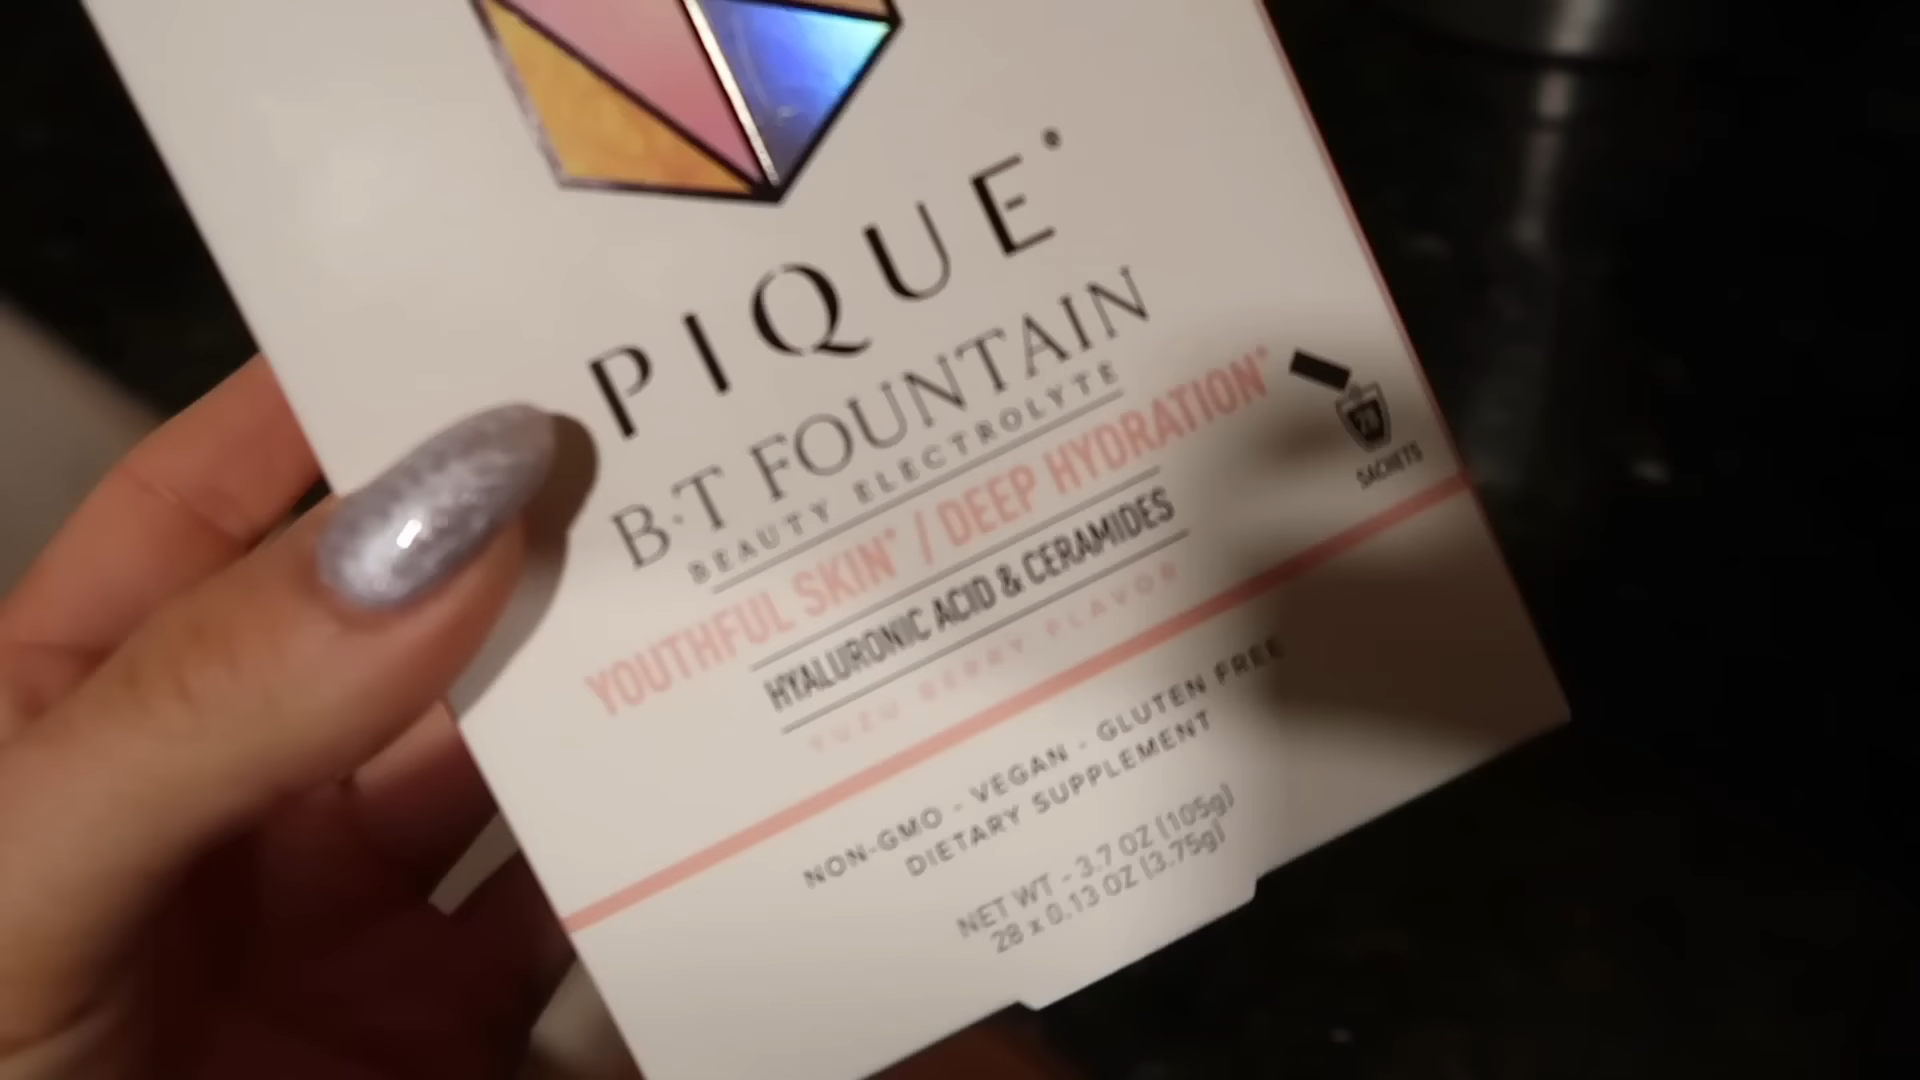 PIQUE
B·T FOUNTAIN
BEAUTY ELECTROLYTE
YOUTHFUL SKIN* / DEEP HYDRATION*
HYALURONIC ACID & CERAMIDES
YUZU BERRY FLAVOR
28
SACHETS
NON-GMO - VEGAN - GLUTEN FREE
DIETARY SUPPLEMENT
NET WT - 3.7 OZ (105g)
28 x 0.13 OZ (3.75g)